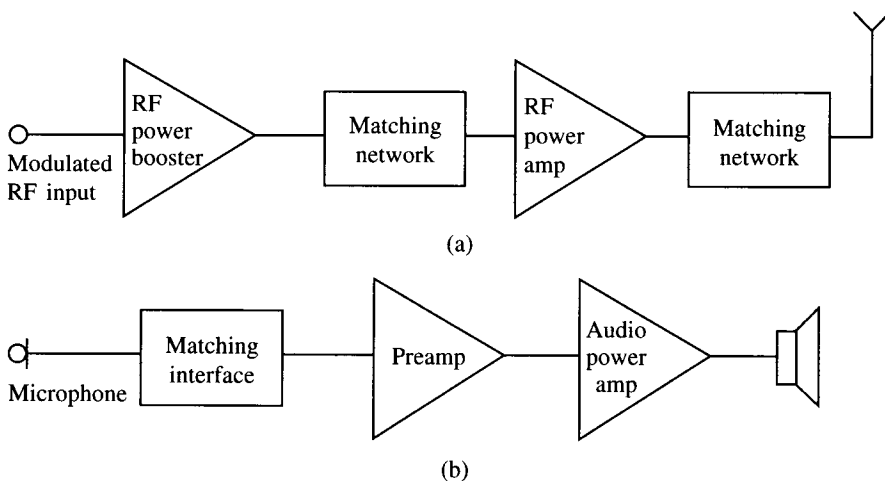 RF
power
booster
Matching
network
RF
power
amp
Matching
network
Modulated
RF input
(a)
Matching
interface
Preamp
Audio
power
amp
Microphone
(b)